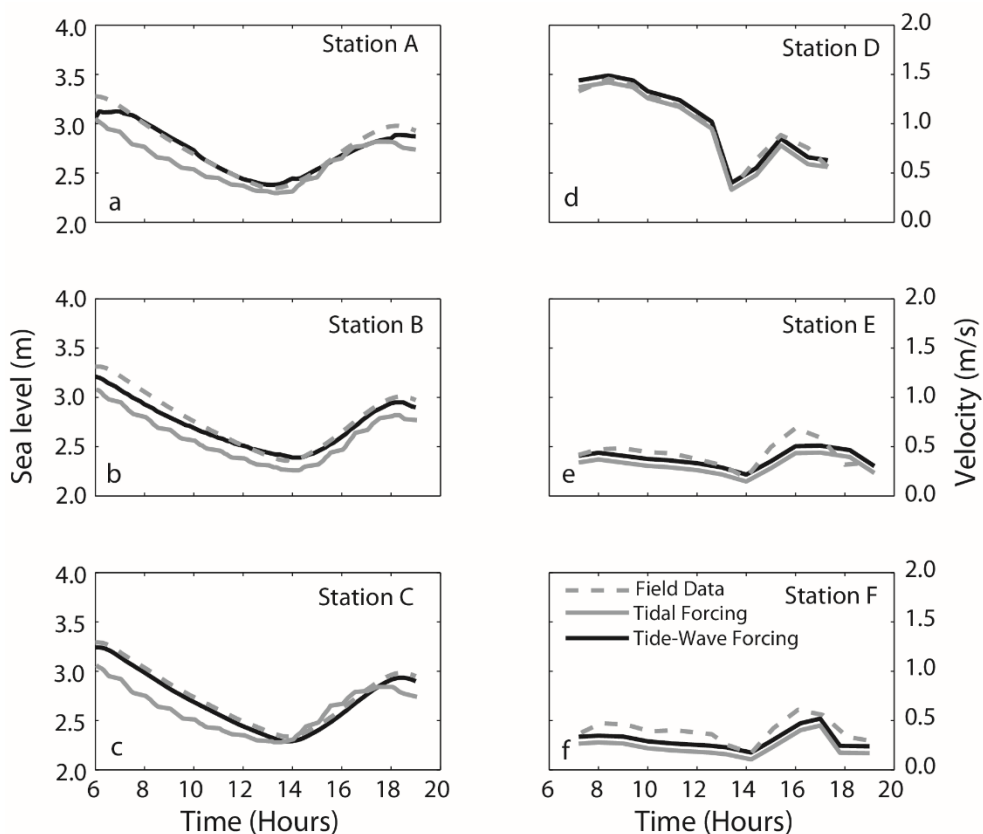 4.0
3.5
3.0
2.5
2.0
Station A
a
Station D
d
2.0
1.5
1.0
0.5
0.0
4.0
3.5
3.0
2.5
2.0
Station B
b
Station E
e
2.0
1.5
1.0
0.5
0.0
Sea level (m)
Velocity (m/s)
4.0
3.5
3.0
2.5
2.0
Station C
c
Field Data
Tidal Forcing
Tide-Wave Forcing
Station F
f
2.0
1.5
1.0
0.5
0.0
6 8 10 12 14 16 18 20
Time (Hours)
6 8 10 12 14 16 18 20
Time (Hours)